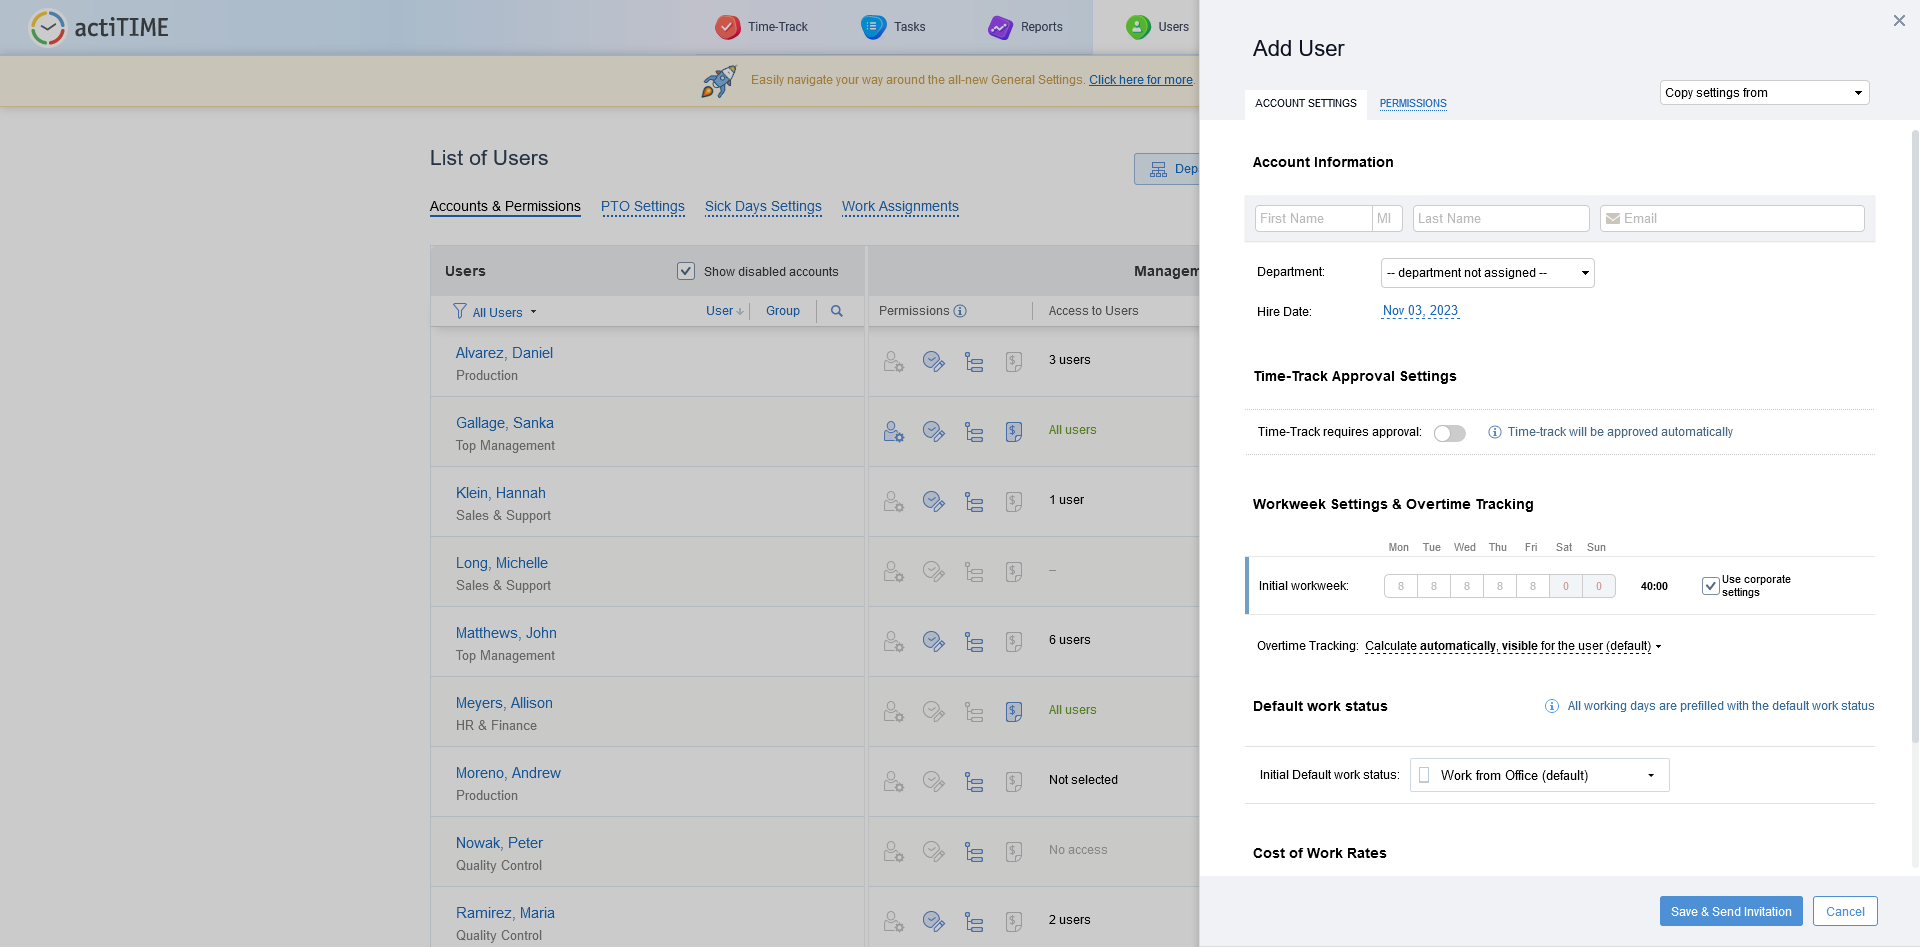 actiTIME
Time-Track
Tasks
Reports
Users
Easily navigate your way around the all-new General Settings. Click here for more.
List of Users
Accounts & Permissions
PTO Settings
Sick Days Settings
Work Assignments
Users
Show disabled accounts
All Users
User
Group
Permissions
Access to Users
Alvarez, Daniel
Production
3 users
Gallage, Sanka
Top Management
All users
Klein, Hannah
Sales & Support
1 user
Long, Michelle
Sales & Support
–
Matthews, John
Top Management
6 users
Meyers, Allison
HR & Finance
All users
Moreno, Andrew
Production
Not selected
Nowak, Peter
Quality Control
No access
Ramirez, Maria
Quality Control
2 users
Add User
ACCOUNT SETTINGS
PERMISSIONS
Copy settings from
Account Information
First Name
MI
Last Name
Email
Department:
-- department not assigned --
Hire Date:
Nov 03, 2023
Time-Track Approval Settings
Time-Track requires approval:
Time-track will be approved automatically
Workweek Settings & Overtime Tracking
Mon Tue Wed Thu Fri Sat Sun
Initial workweek:
8 8 8 8 8 0 0
40:00
Use corporate
settings
Overtime Tracking: Calculate automatically, visible for the user (default)
Default work status
All working days are prefilled with the default work status
Initial Default work status:
Work from Office (default)
Cost of Work Rates
Save & Send Invitation
Cancel